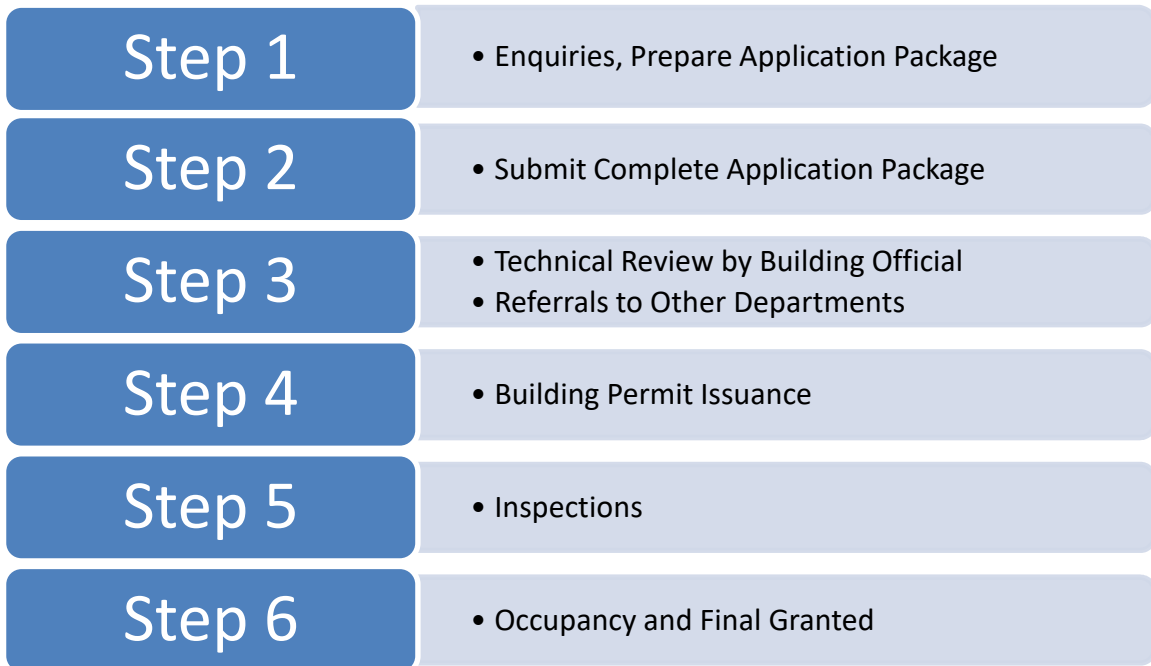 Step 1
• Enquiries, Prepare Application Package
Step 2
• Submit Complete Application Package
Step 3
• Technical Review by Building Official
• Referrals to Other Departments
Step 4
• Building Permit Issuance
Step 5
• Inspections
Step 6
• Occupancy and Final Granted